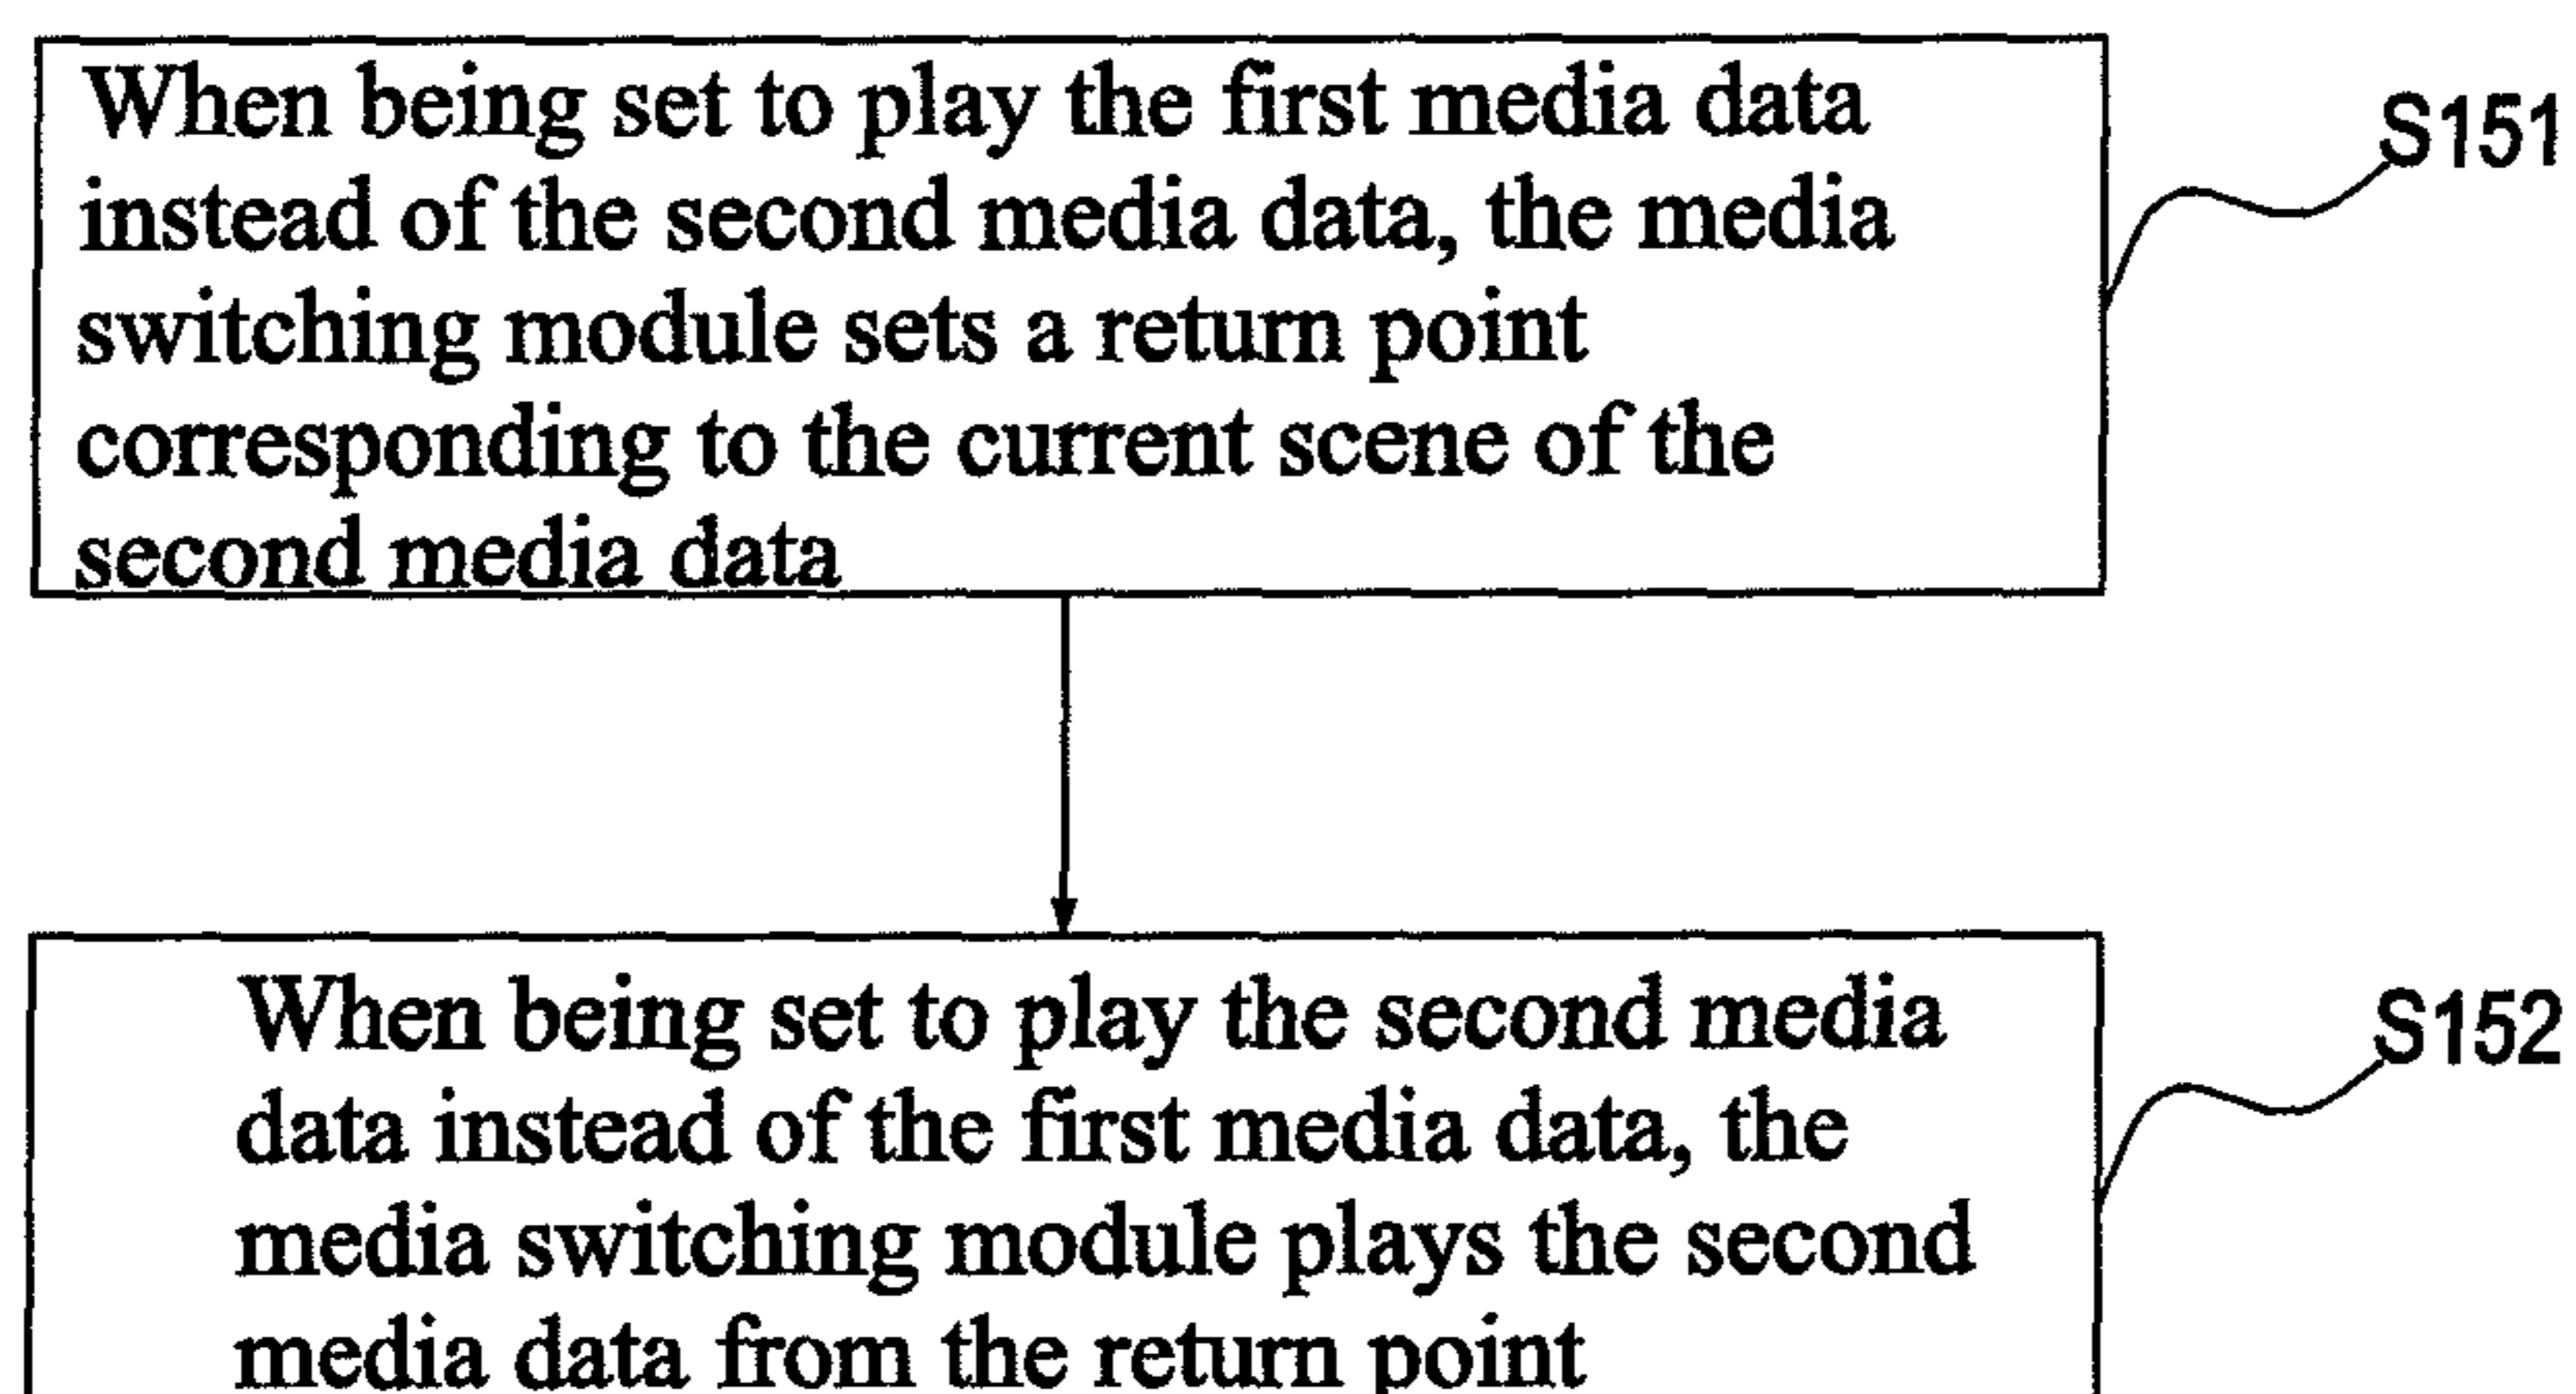 When being set to play the first media data
instead of the second media data, the media
switching module sets a return point
corresponding to the current scene of the
second media data
S151
When being set to play the second media
data instead of the first media data, the
media switching module plays the second
media data from the return point
S152